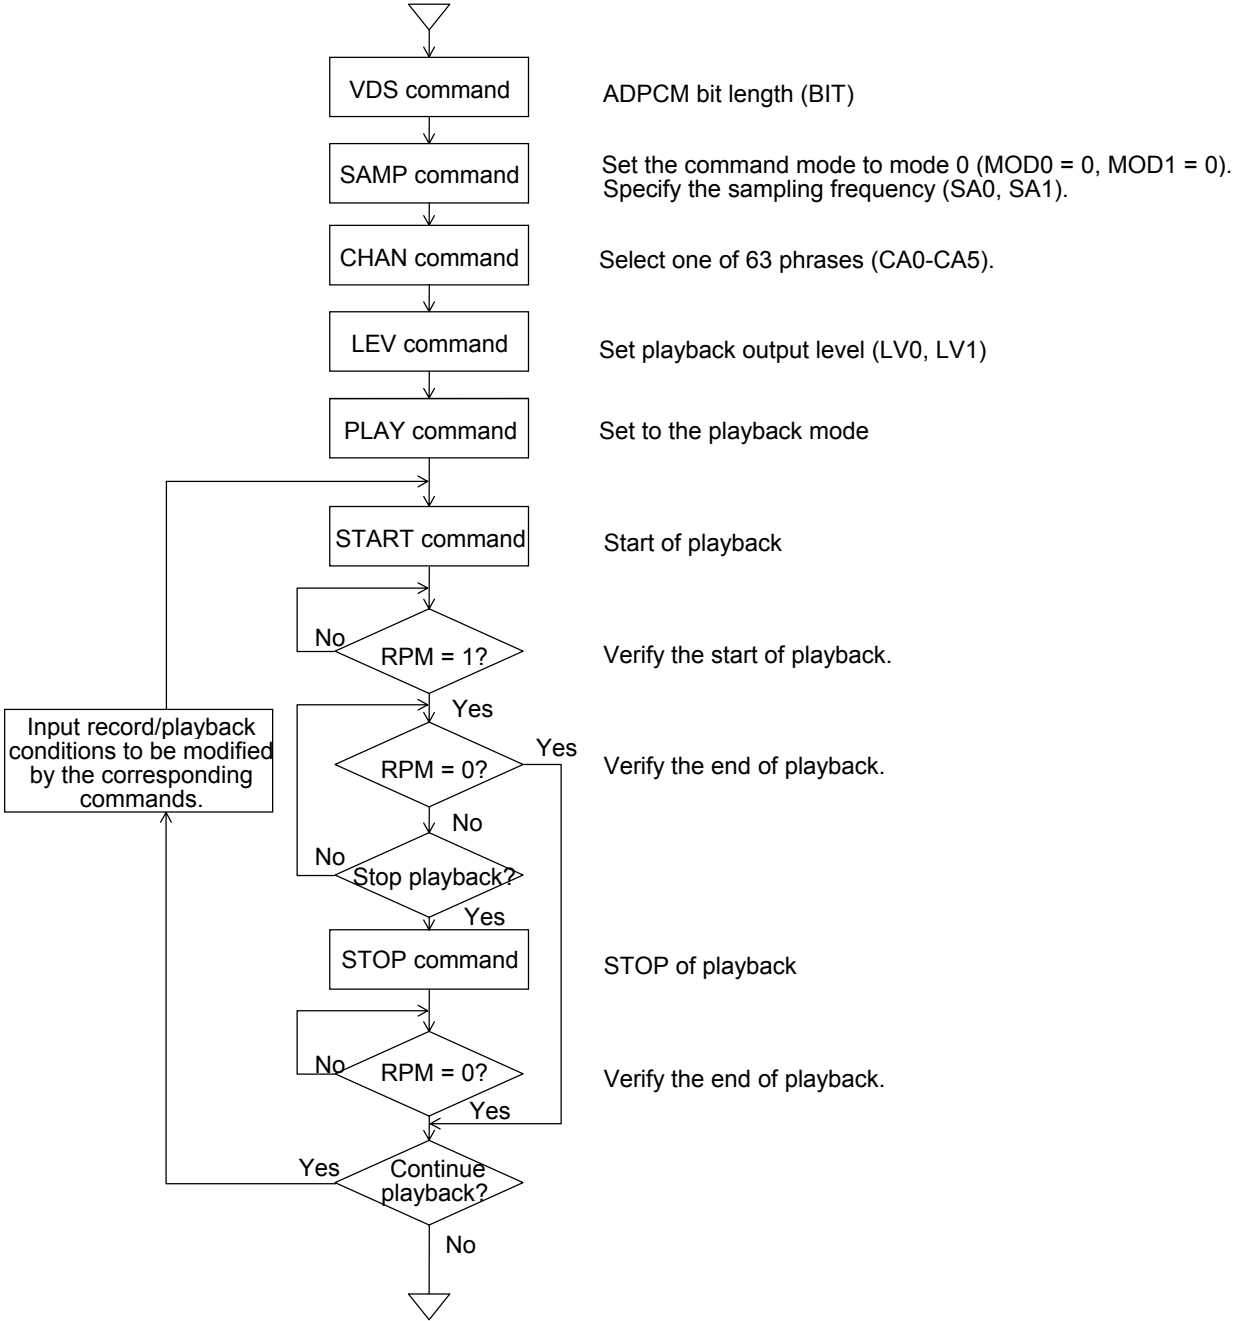 VDS command
ADPCM bit length (BIT)
SAMP command
Set the command mode to mode 0 (MOD0 = 0, MOD1 = 0).
Specify the sampling frequency (SA0, SA1).
CHAN command
Select one of 63 phrases (CA0-CA5).
LEV command
Set playback output level (LV0, LV1)
PLAY command
Set to the playback mode
START command
Start of playback
No
RPM = 1?
Verify the start of playback.
Yes
Input record/playback
conditions to be modified
by the corresponding
commands.
RPM = 0?
Yes
Verify the end of playback.
No
No
Stop playback?
Yes
STOP command
STOP of playback
No
RPM = 0?
Verify the end of playback.
Yes
Yes
Continue
playback?
No